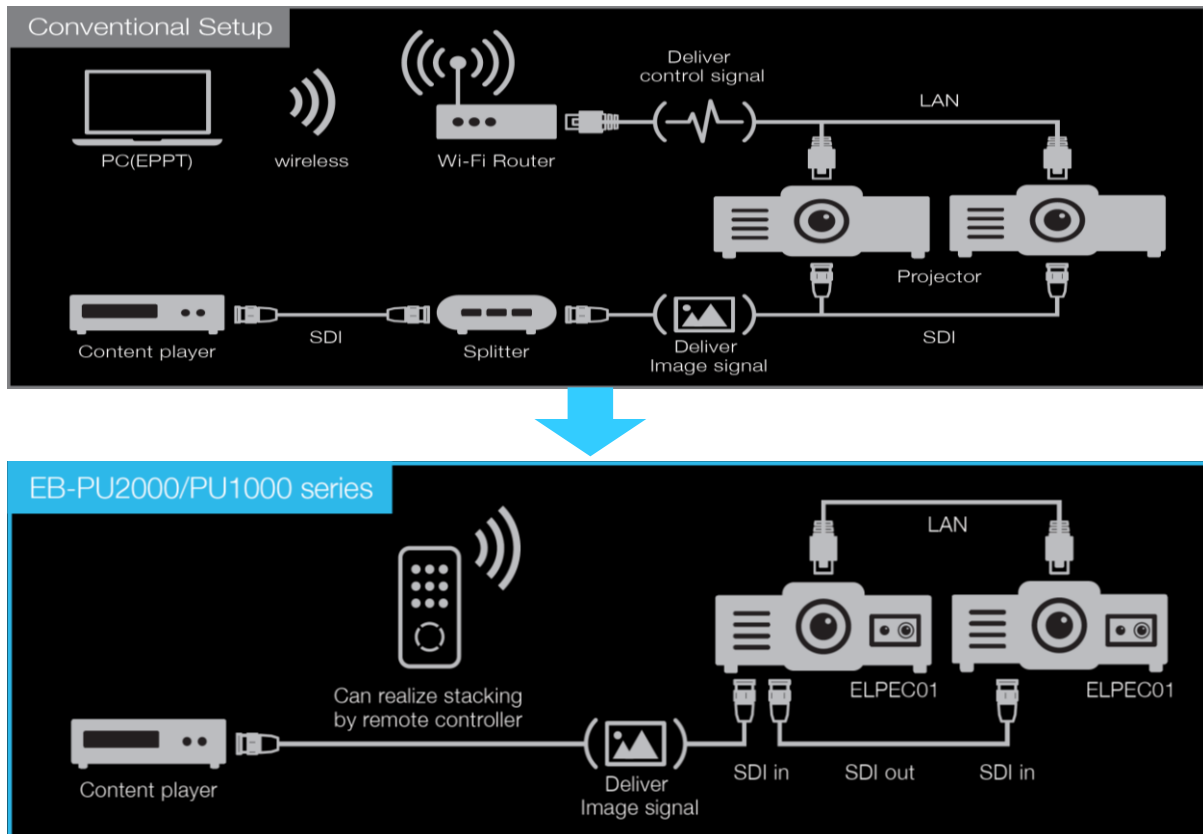 Conventional Setup
Deliver
control signal
LAN
PC(EPPT)
wireless
Wi-Fi Router
Projector
SDI
Content player
Splitter
Deliver
Image signal
SDI
EB-PU2000/PU1000 series
LAN
ELPEC01
ELPEC01
Can realize stacking
by remote controller
SDI in
SDI out
SDI in
Content player
Deliver
Image signal